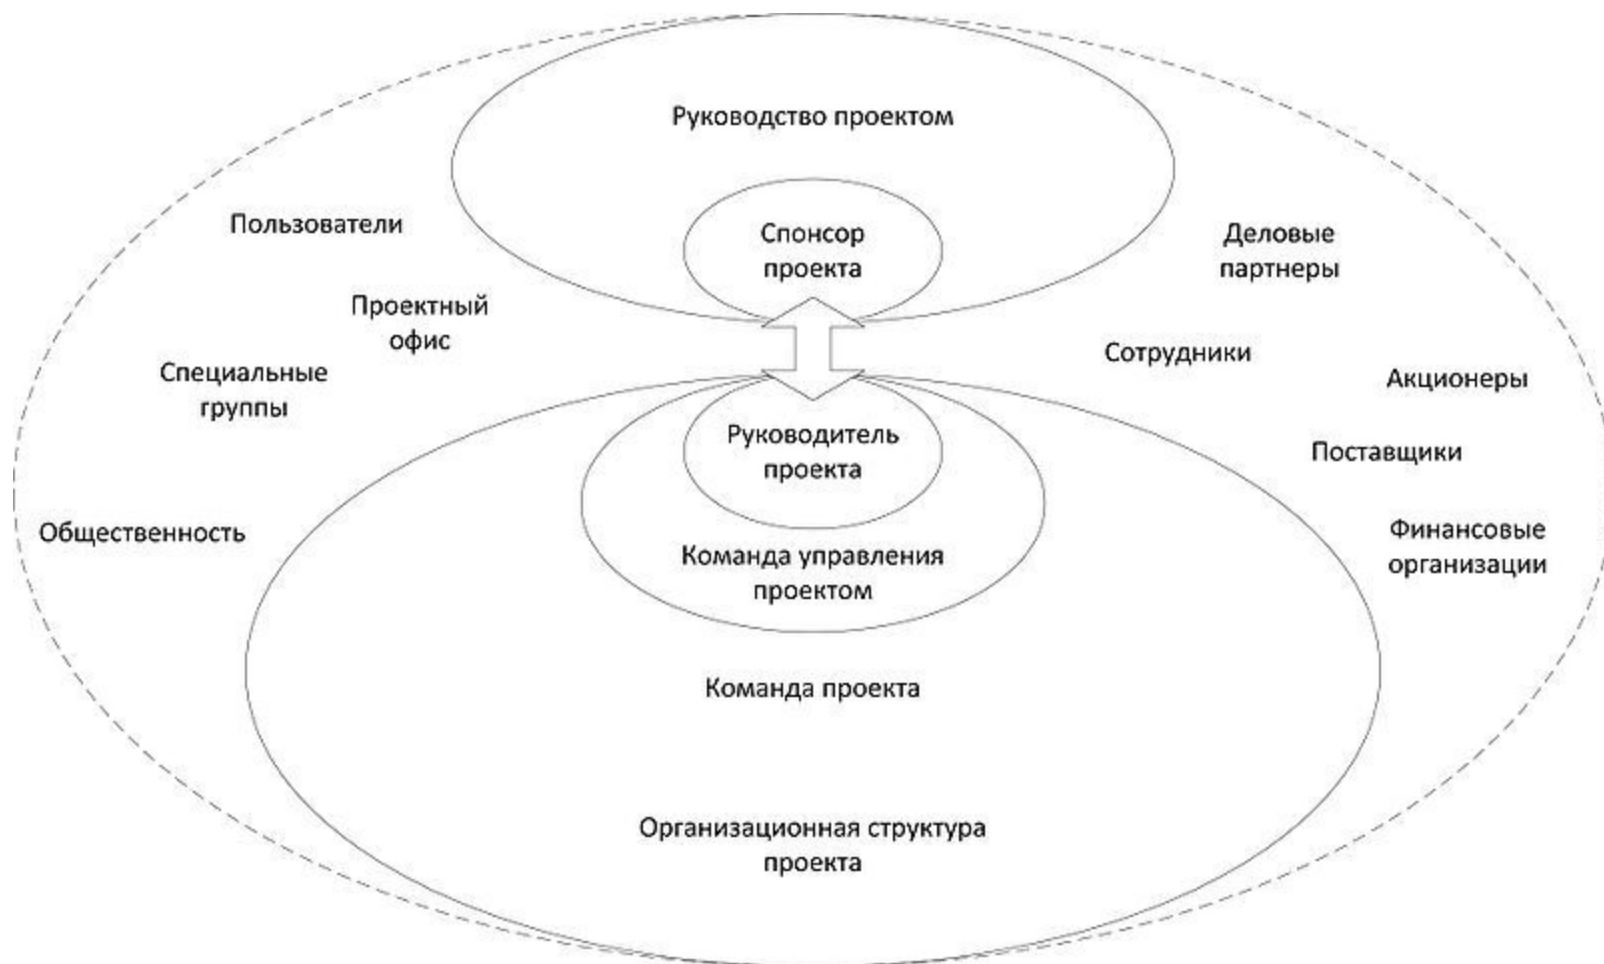 Руководство проектом
Спонсор
проекта
Пользователи
Проектный
офис
Специальные
группы
Общественность
Деловые
партнеры
Сотрудники
Акционеры
Поставщики
Финансовые
организации
Руководитель
проекта
Команда управления
проектом
Команда проекта
Организационная структура
проекта